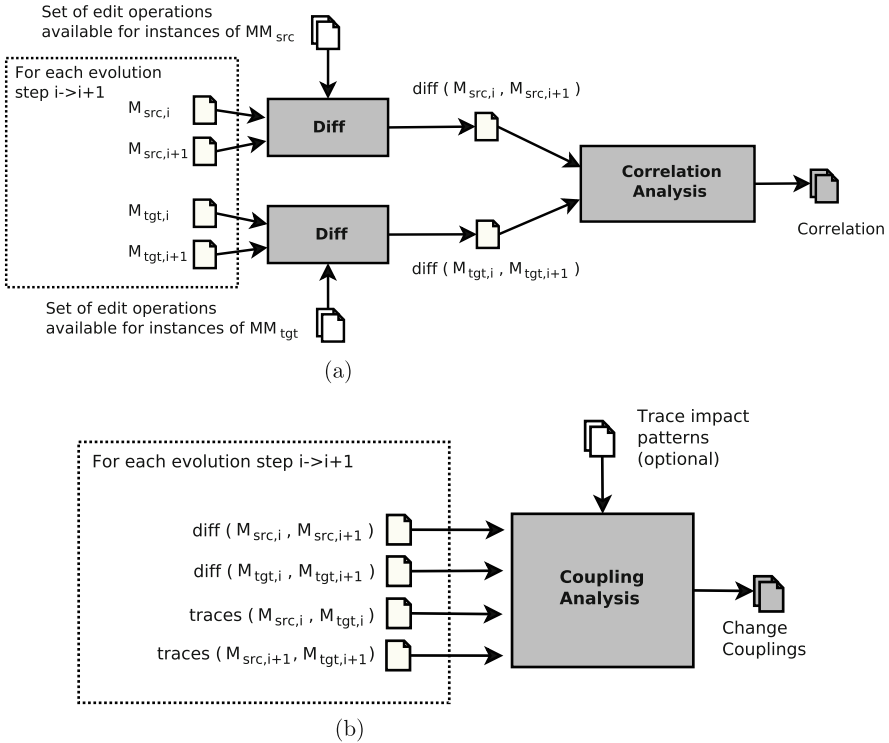 Set of edit operations
available for instances of MM src
For each evolution
step i->i+1
M src,i
M src,i+1
M tgt,i
M tgt,i+1
Diff
Diff
diff ( M src,i , M src,i+1 )
diff ( M tgt,i , M tgt,i+1 )
Correlation
Analysis
Correlation
Set of edit operations
available for instances of MM tgt
(a)
Trace impact
patterns
(optional)
For each evolution step i->i+1
diff ( M src,i , M src,i+1 )
diff ( M tgt,i , M tgt,i+1 )
traces ( M src,i , M tgt,i )
traces ( M src,i+1 , M tgt,i+1 )
Coupling
Analysis
Change
Couplings
(b)